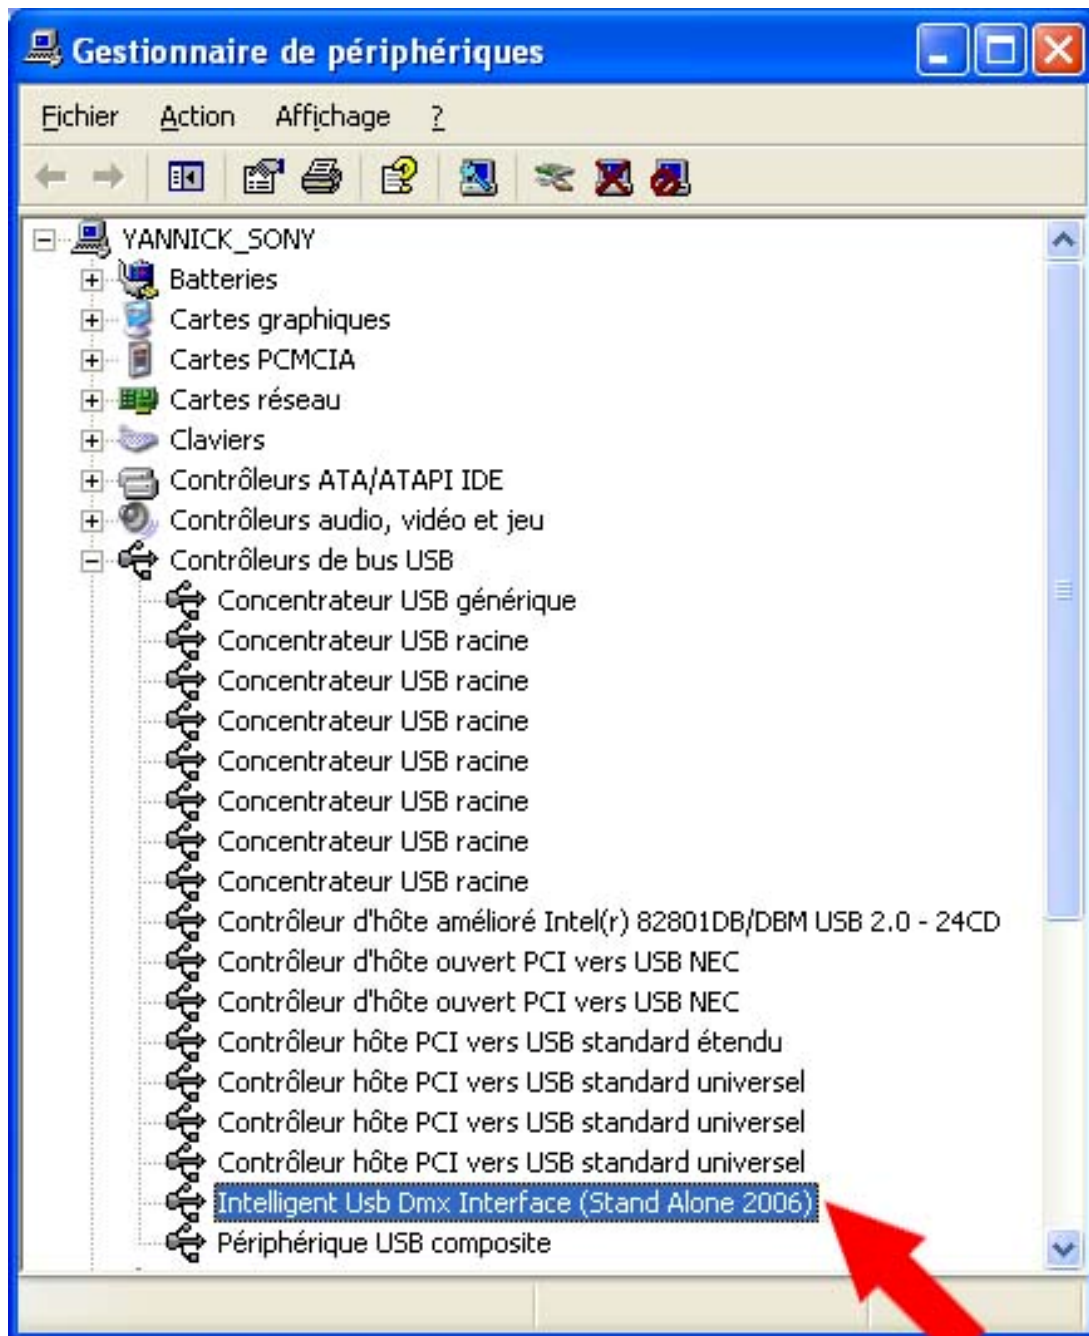 Gestionnaire de périphériques
Fichier Action Affichage ?
YANNICK_SONY
Batteries
Cartes graphiques
Cartes PCMCIA
Cartes réseau
Claviers
Contrôleurs ATA/ATAPI IDE
Contrôleurs audio, vidéo et jeu
Contrôleurs de bus USB
Concentrateur USB générique
Concentrateur USB racine
Concentrateur USB racine
Concentrateur USB racine
Concentrateur USB racine
Concentrateur USB racine
Concentrateur USB racine
Concentrateur USB racine
Contrôleur d'hôte amélioré Intel(r) 82801DB/DBM USB 2.0 - 24CD
Contrôleur d'hôte ouvert PCI vers USB NEC
Contrôleur d'hôte ouvert PCI vers USB NEC
Contrôleur hôte PCI vers USB standard étendu
Contrôleur hôte PCI vers USB standard universel
Contrôleur hôte PCI vers USB standard universel
Contrôleur hôte PCI vers USB standard universel
Intelligent Usb Dmx Interface (Stand Alone 2006)
Périphérique USB composite